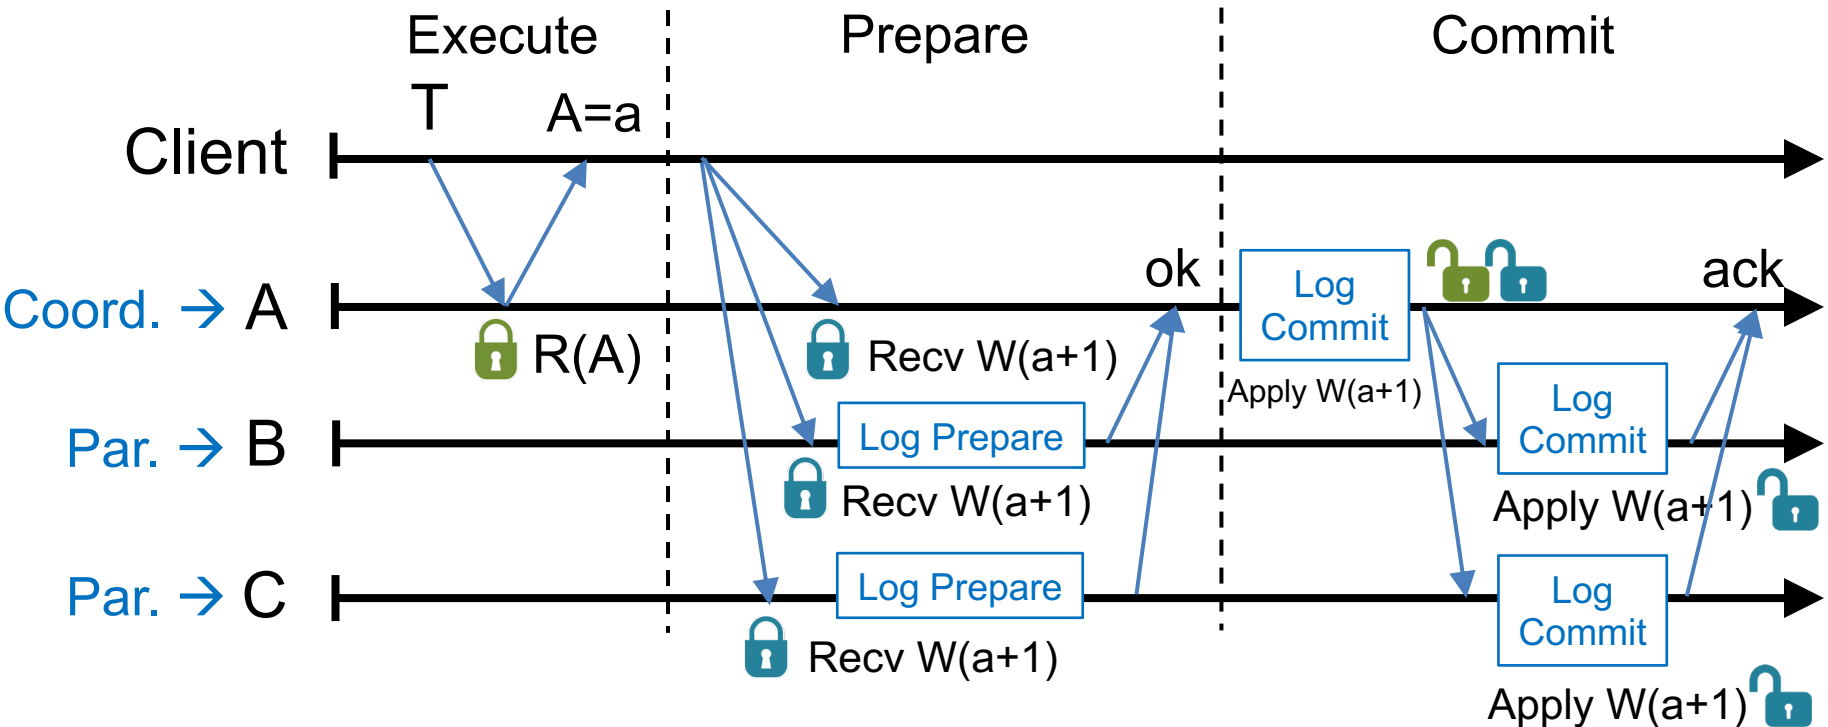 Execute
Prepare
Commit
T
A=a
Client
ok
ack
Coord. → A
Log
Commit
R(A)
Recv W(a+1)
Apply W(a+1)
Par. → B
Log Prepare
Log
Commit
Recv W(a+1)
Apply W(a+1)
Par. → C
Log Prepare
Log
Commit
Recv W(a+1)
Apply W(a+1)